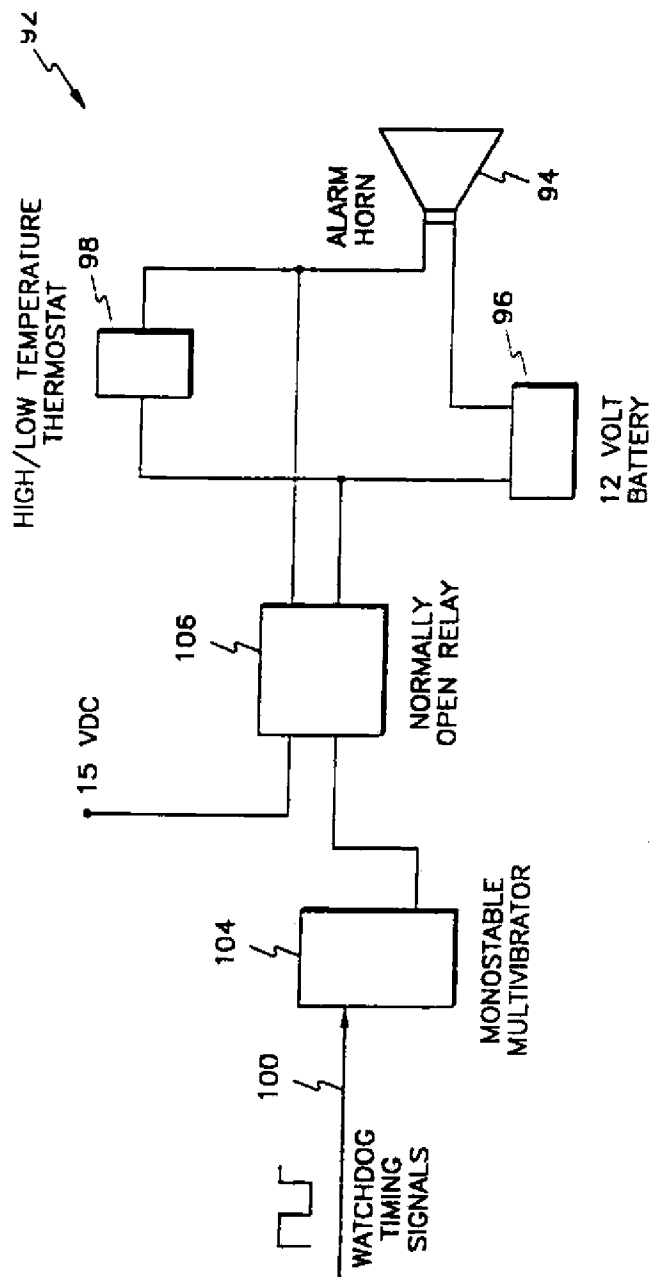 92
HIGH/LOW TEMPERATURE
THERMOSTAT
98
ALARM
HORN
94
96
12 VOLT
BATTERY
15 VDC
106
NORMALLY
OPEN RELAY
104
MONOSTABLE
MULTIVIBRATOR
100
WATCHDOG
TIMING
SIGNALS